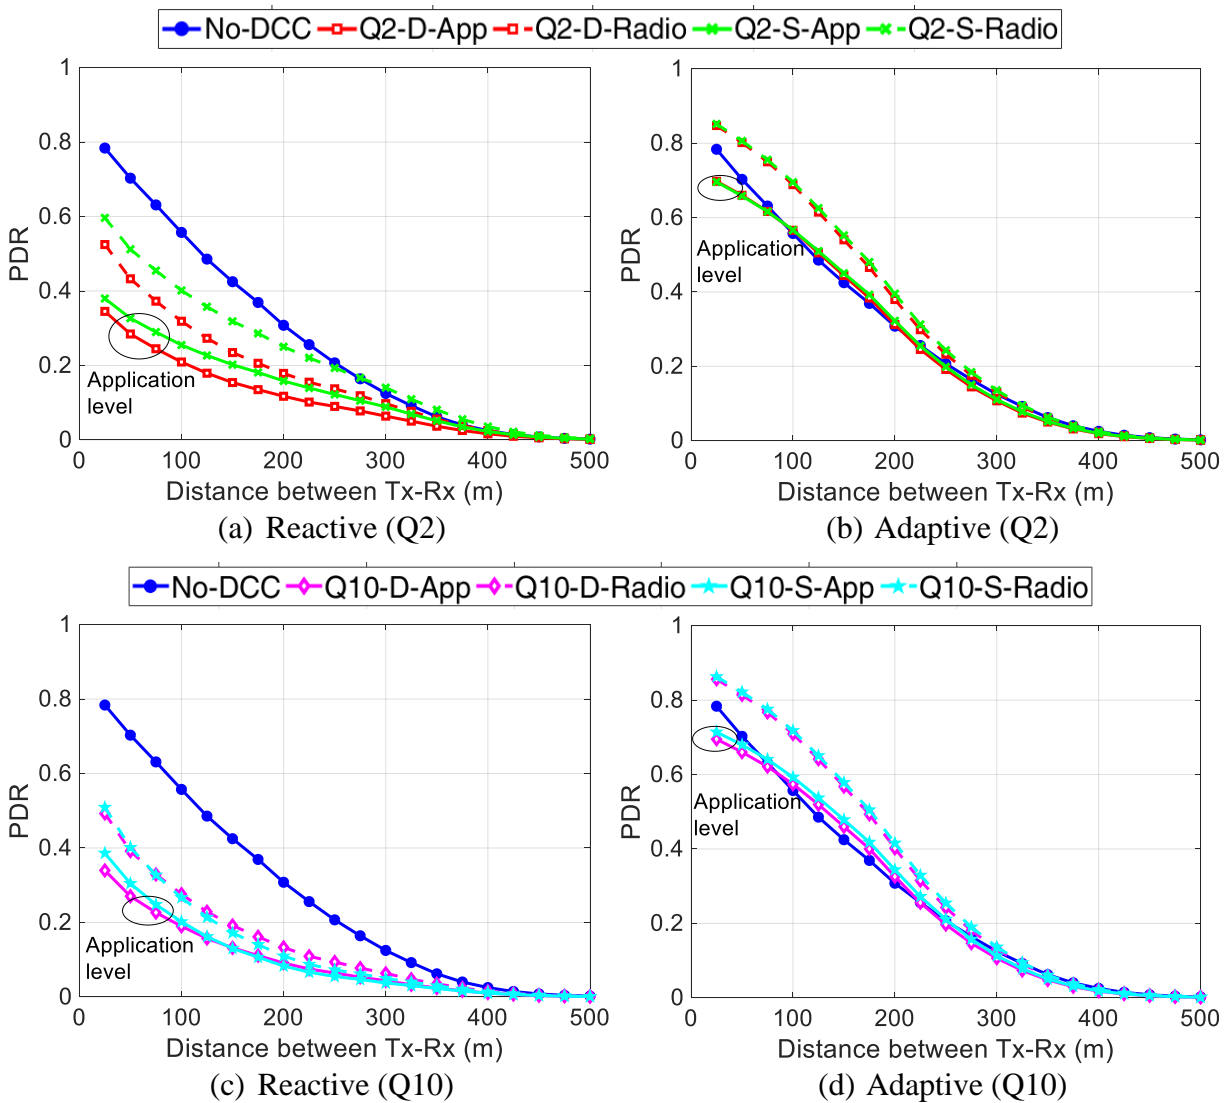 No-DCC Q2-D-App Q2-D-Radio Q2-S-App Q2-S-Radio
1
0.8
0.6
0.4
0.2
0
PDR
Application
level
0 100 200 300 400 500
Distance between Tx-Rx (m)
(a) Reactive (Q2)
1
0.8
0.6
0.4
0.2
0
PDR
Application
level
0 100 200 300 400 500
Distance between Tx-Rx (m)
(b) Adaptive (Q2)
No-DCC Q10-D-App Q10-D-Radio Q10-S-App Q10-S-Radio
1
0.8
0.6
0.4
0.2
0
PDR
Application
level
0 100 200 300 400 500
Distance between Tx-Rx (m)
(c) Reactive (Q10)
1
0.8
0.6
0.4
0.2
0
PDR
Application
level
0 100 200 300 400 500
Distance between Tx-Rx (m)
(d) Adaptive (Q10)